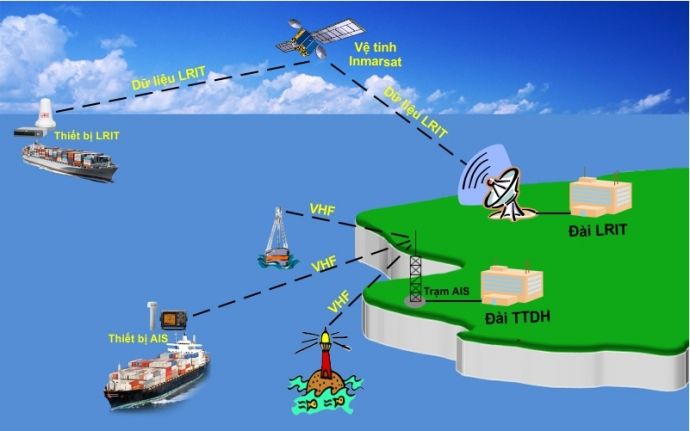 Vệ tinh
Inmarsat
Dữ liệu LRIT
Dữ liệu LRIT
Thiết bị LRIT
VHF
Đài LRIT
VHF
Trạm AIS
VHF
Đài TTDH
Thiết bị AIS